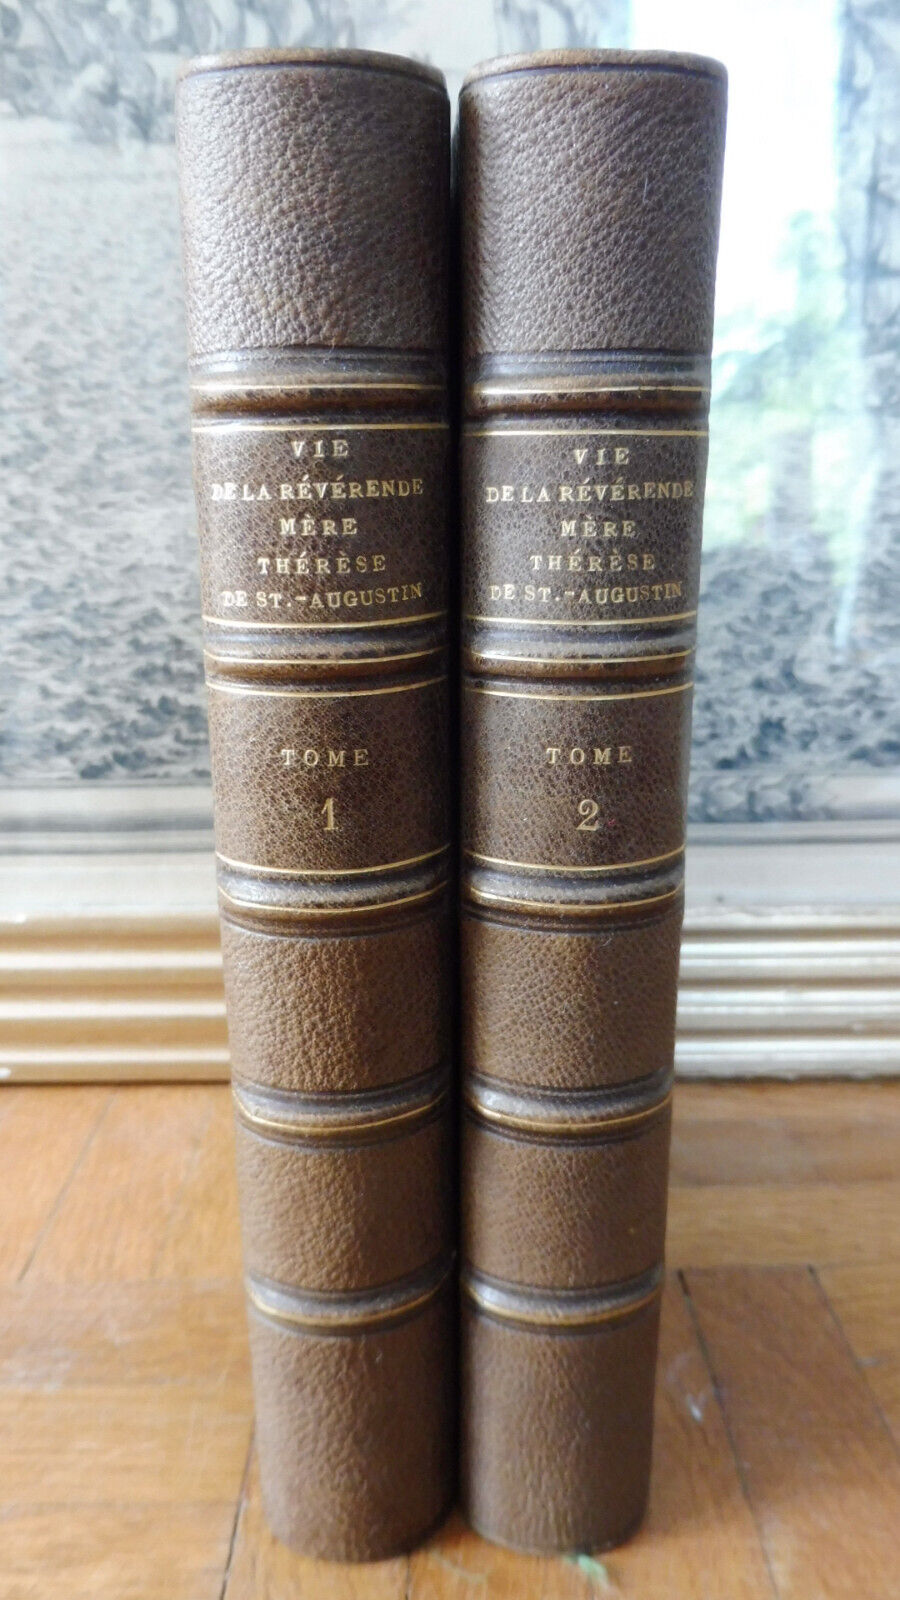 VIE
DE LA RÉVÉRENDE
MÈRE
THÉRÈSE
DE ST.-AUGUSTIN
TOME
1
VIE
DE LA RÉVÉRENDE
MÈRE
THÉRÈSE
DE ST.-AUGUSTIN
TOME
2